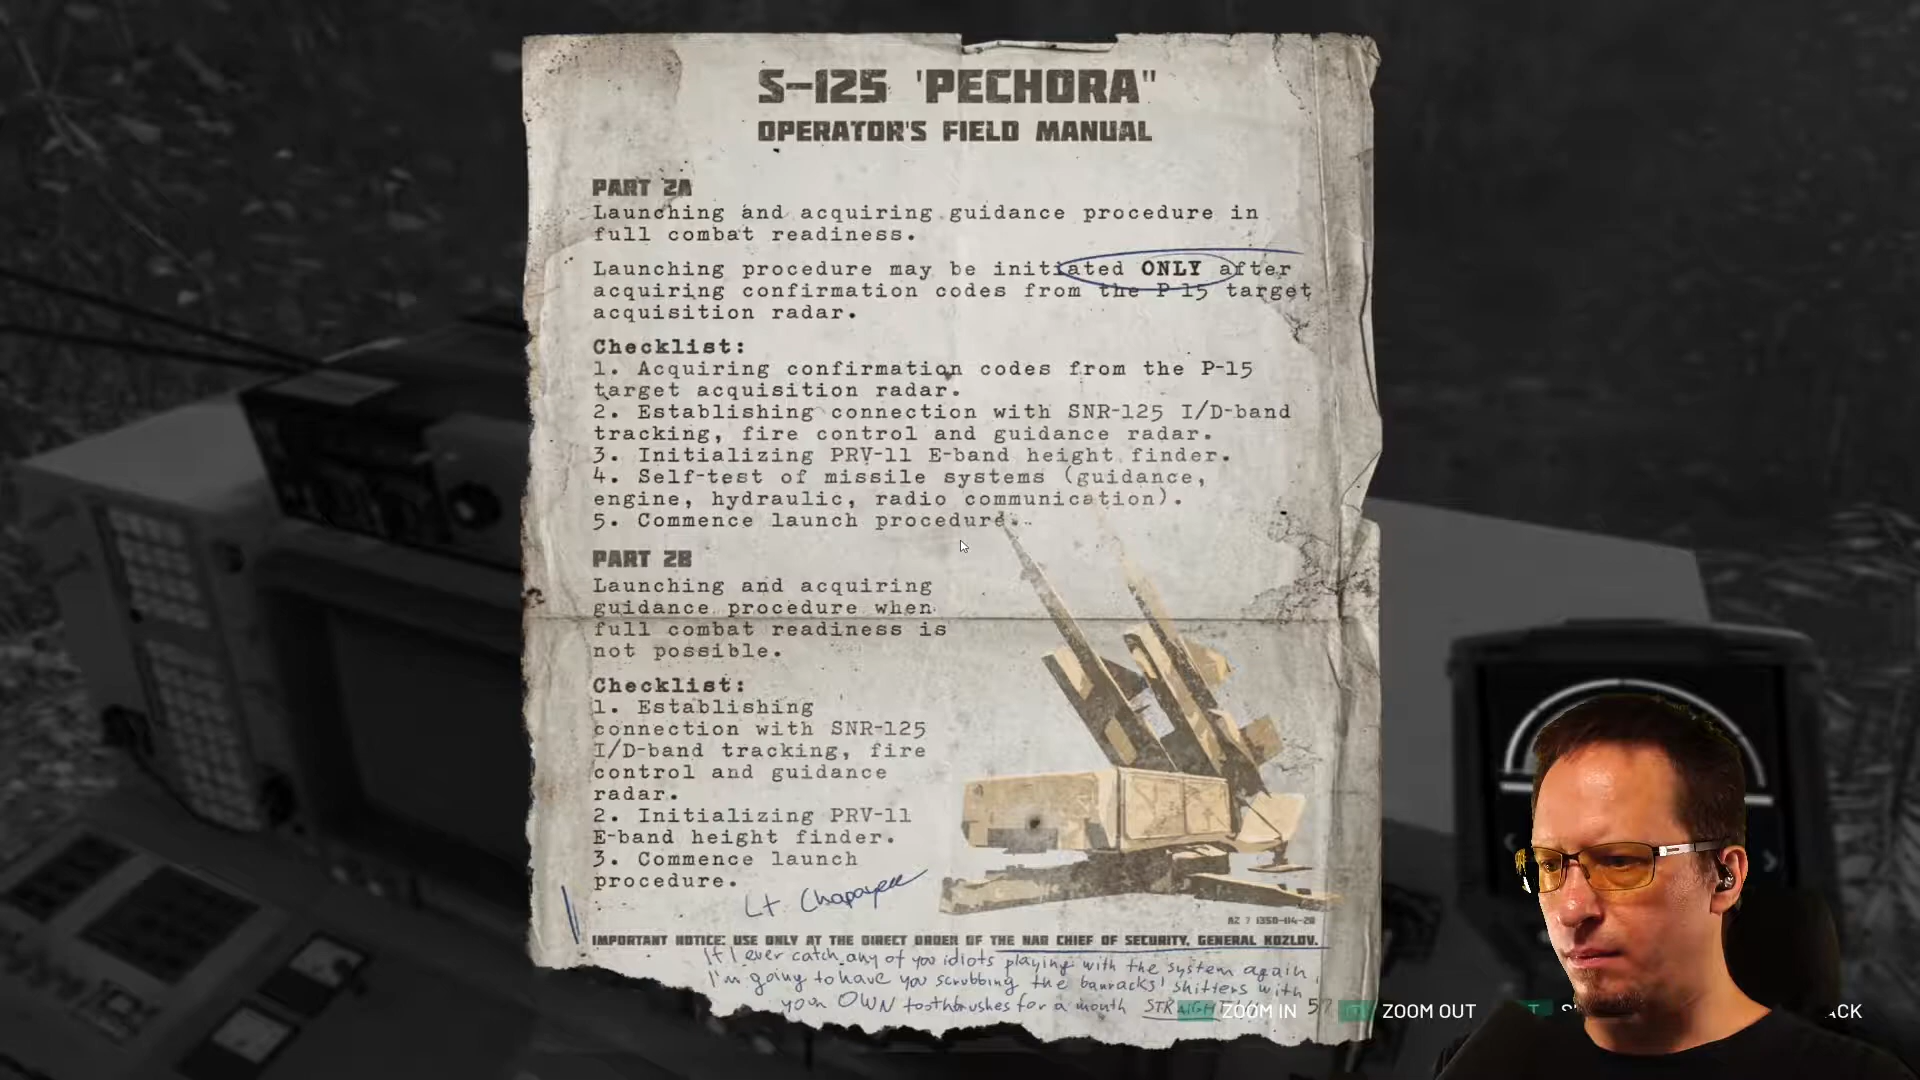 S-125 'PECHORA"
OPERATOR'S FIELD MANUAL
PART 2A
Launching and acquiring guidance procedure in
full combat readiness.
Launching procedure may be initiated ONLY after
acquiring confirmation codes from the P-15 target
acquisition radar.
Checklist:
1. Acquiring confirmation codes from the P-15
target acquisition radar.
2. Establishing connection with SNR-125 I/D-band
tracking, fire control and guidance radar.
3. Initializing PRV-11 E-band height finder.
4. Self-test of missile systems (guidance,
engine, hydraulic, radio communication).
5. Commence launch procedure.
PART 2B
Launching and acquiring
guidance procedure when
full combat readiness is
not possible.
Checklist:
1. Establishing
connection with SNR-125
I/D-band tracking, fire
control and guidance
radar.
2. Initializing PRV-11
E-band height finder.
3. Commence launch
procedure.
Lt
IMPORTANT NOTICE: USE ONLY AT THE DIRECT ORDER OF THE NAR CHIEF OF SECURITY, GENERAL KOZLOV.
If I ever catch any of you idiots playing with the system again,
I'm going to have you scrubbing the barracks' shitters with
your OWN toothbrushes for a month
ZOOM IN
ZOOM OUT